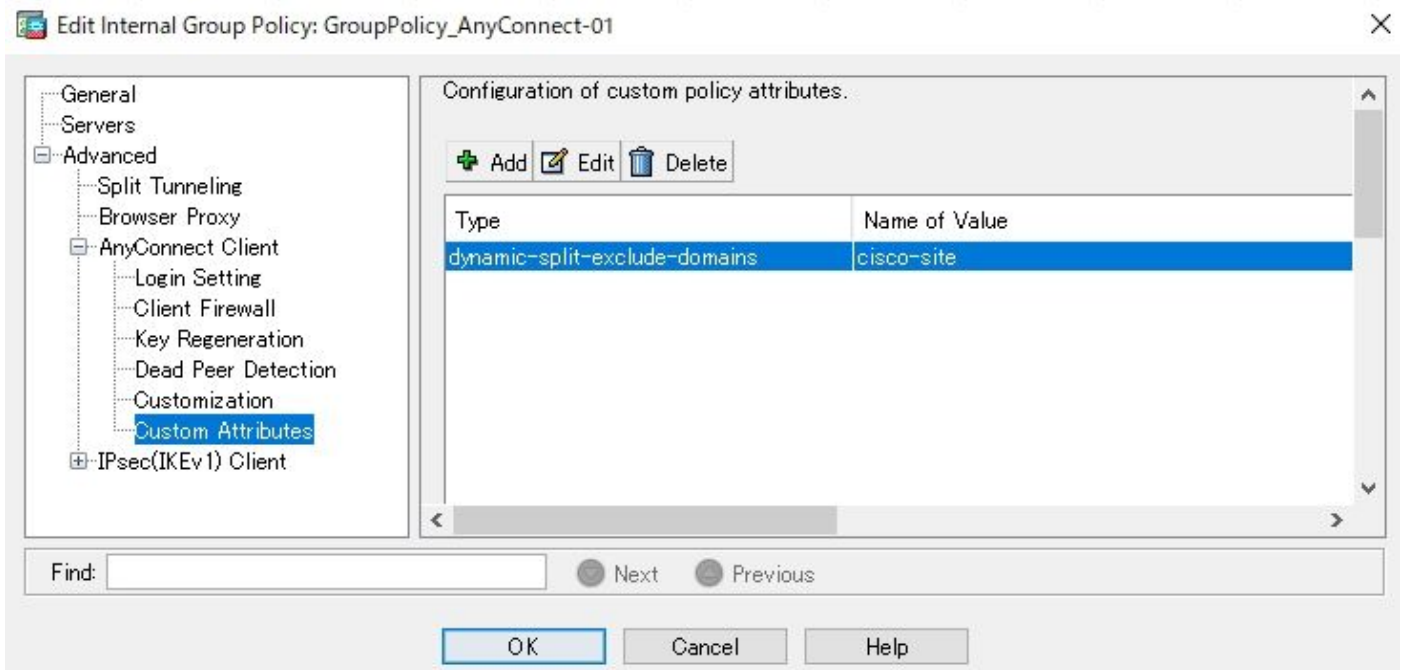 Edit Internal Group Policy: GroupPolicy_AnyConnect-01
General
Servers
Advanced
Split Tunneling
Browser Proxy
AnyConnect Client
Login Setting
Client Firewall
Key Regeneration
Dead Peer Detection
Customization
Custom Attributes
IPsec(IKEv1) Client
Configuration of custom policy attributes.
Add Edit Delete
Type Name of Value
dynamic-split-exclude-domains cisco-site
Find: Next Previous
OK Cancel Help